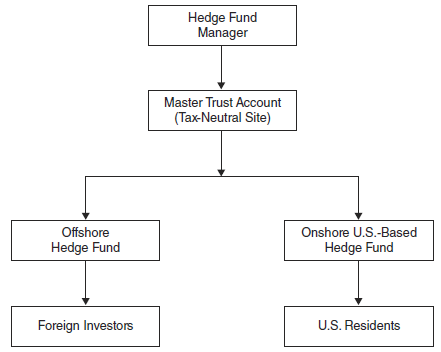 Hedge Fund
Manager
Master Trust Account
(Tax-Neutral Site)
Offshore
Hedge Fund
Onshore U.S.-Based
Hedge Fund
Foreign Investors
U.S. Residents